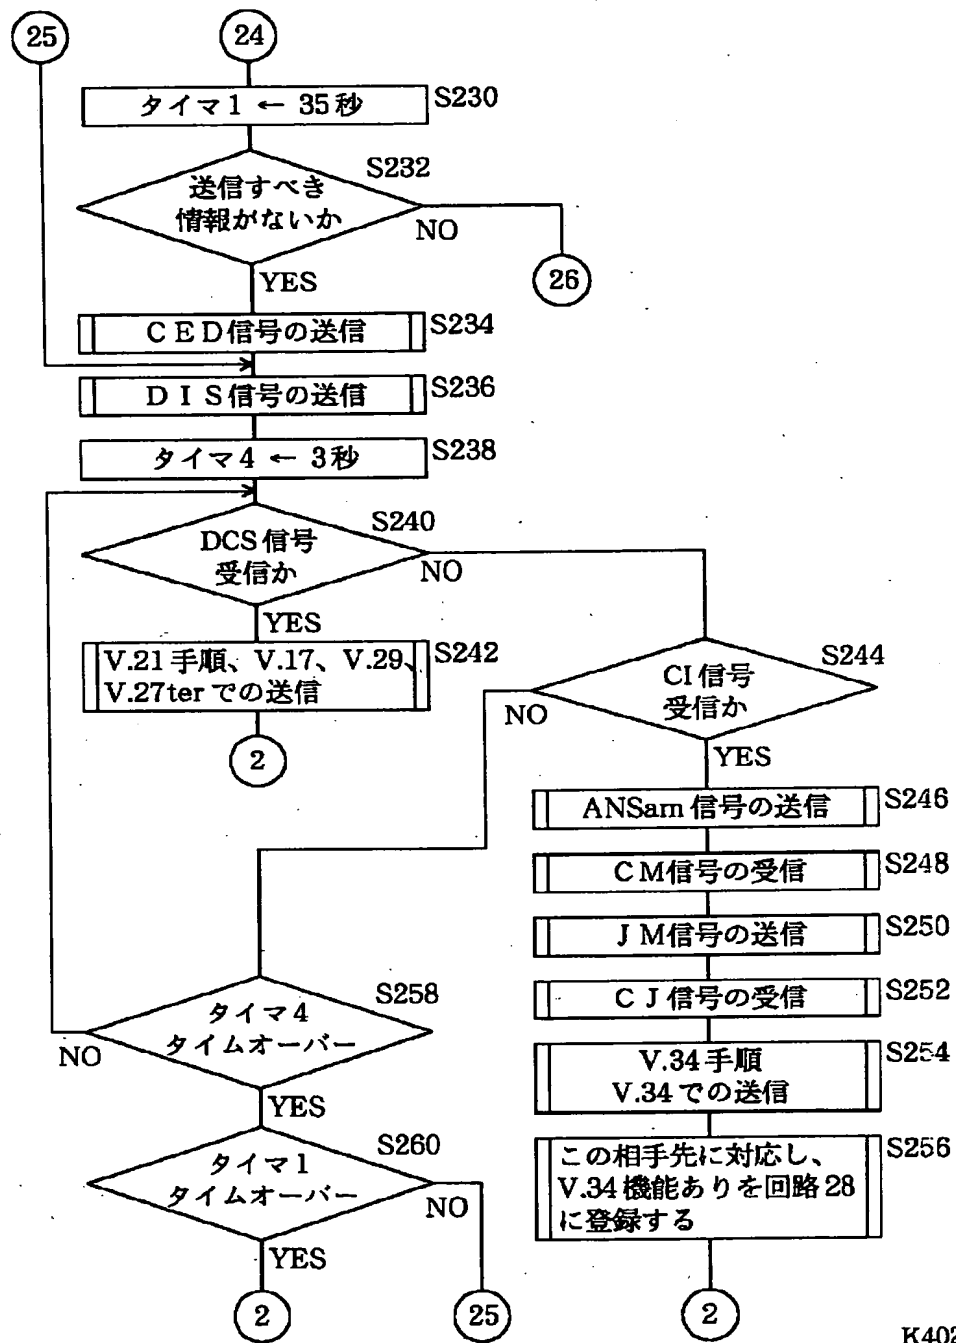 25
24
タイマ1 ← 35秒
S230
送信すべき
情報がないか
S232
NO
YES
26
CED信号の送信
S234
DIS信号の送信
S236
タイマ4 ← 3秒
S238
DCS信号
受信か
S240
NO
YES
V.21手順、V.17、V.29、
V.27terでの送信
S242
2
CI信号
受信か
S244
NO
YES
ANSam信号の送信
S246
CM信号の受信
S248
JM信号の送信
S250
CJ信号の受信
S252
V.34手順
V.34での送信
S254
この相手先に対応し、
V.34機能ありを回路28
に登録する
S256
2
タイマ4
タイムオーバー
S258
NO
YES
タイマ1
タイムオーバー
S260
NO
YES
2
25
K402